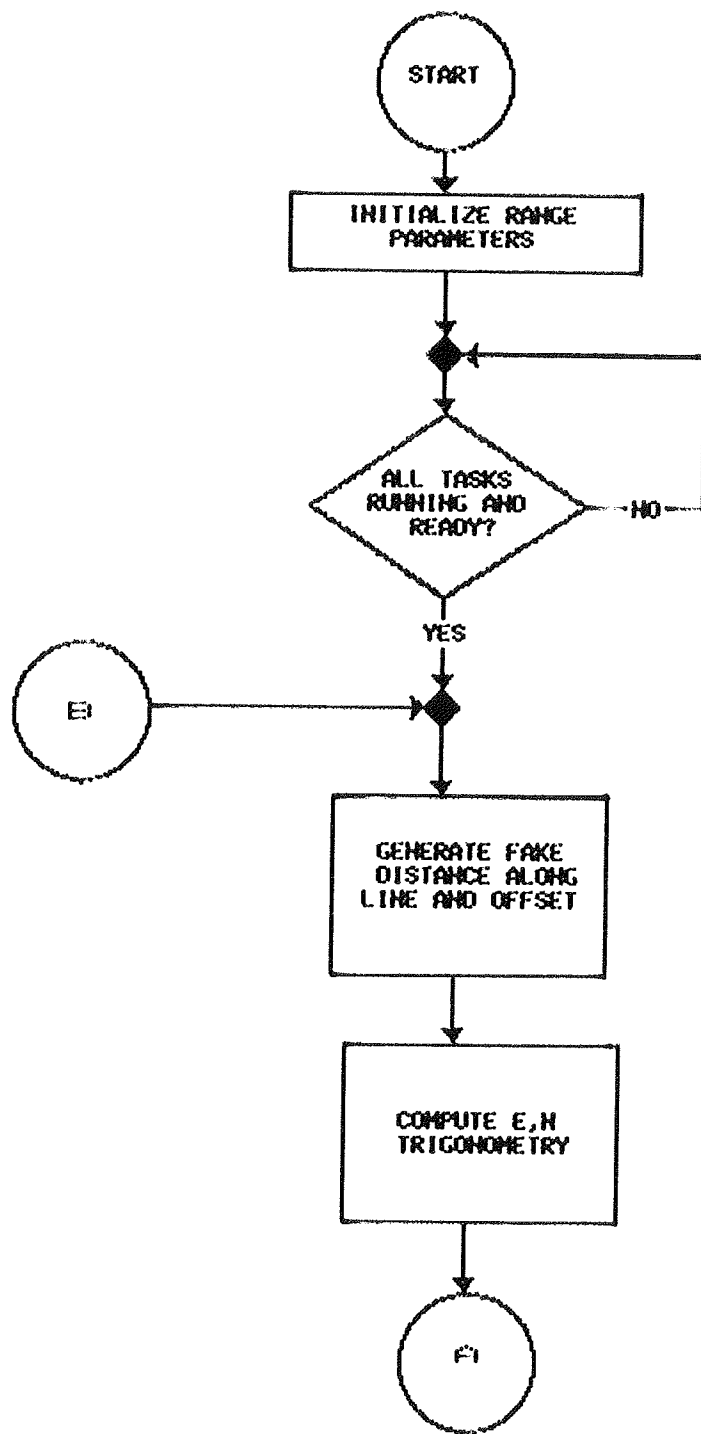 START
INITIALIZE RANGE
PARAMETERS
ALL TASKS
RUNNING AND
READY?
NO
YES
B
GENERATE FAKE
DISTANCE ALONG
LINE AND OFFSET
COMPUTE E,N
TRIGONOMETRY
A